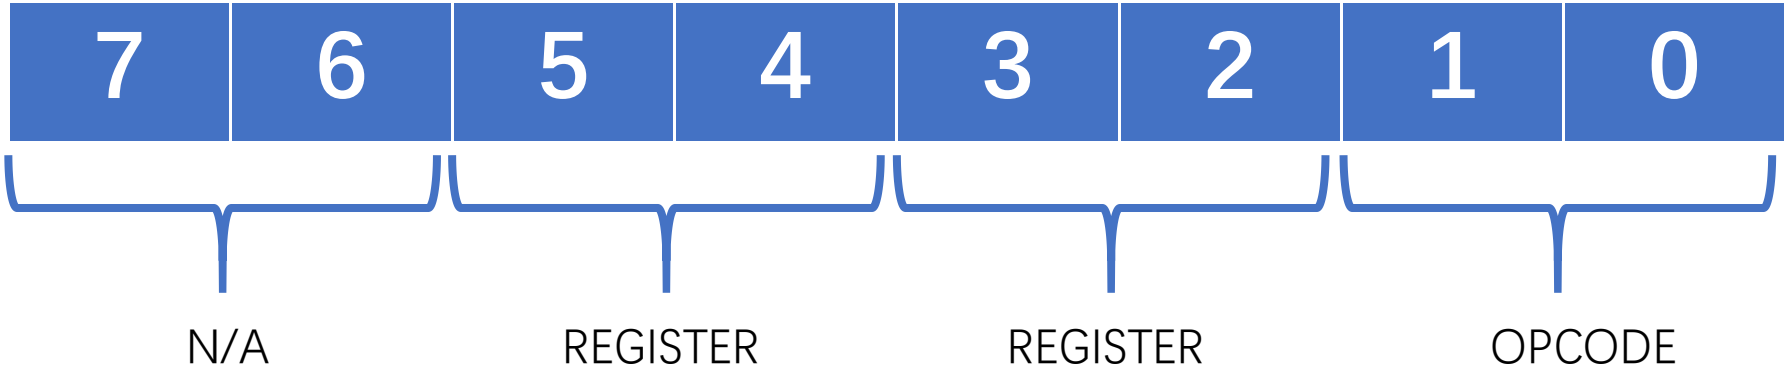 7 6 5 4 3 2 1 0
N/A REGISTER REGISTER OPCODE